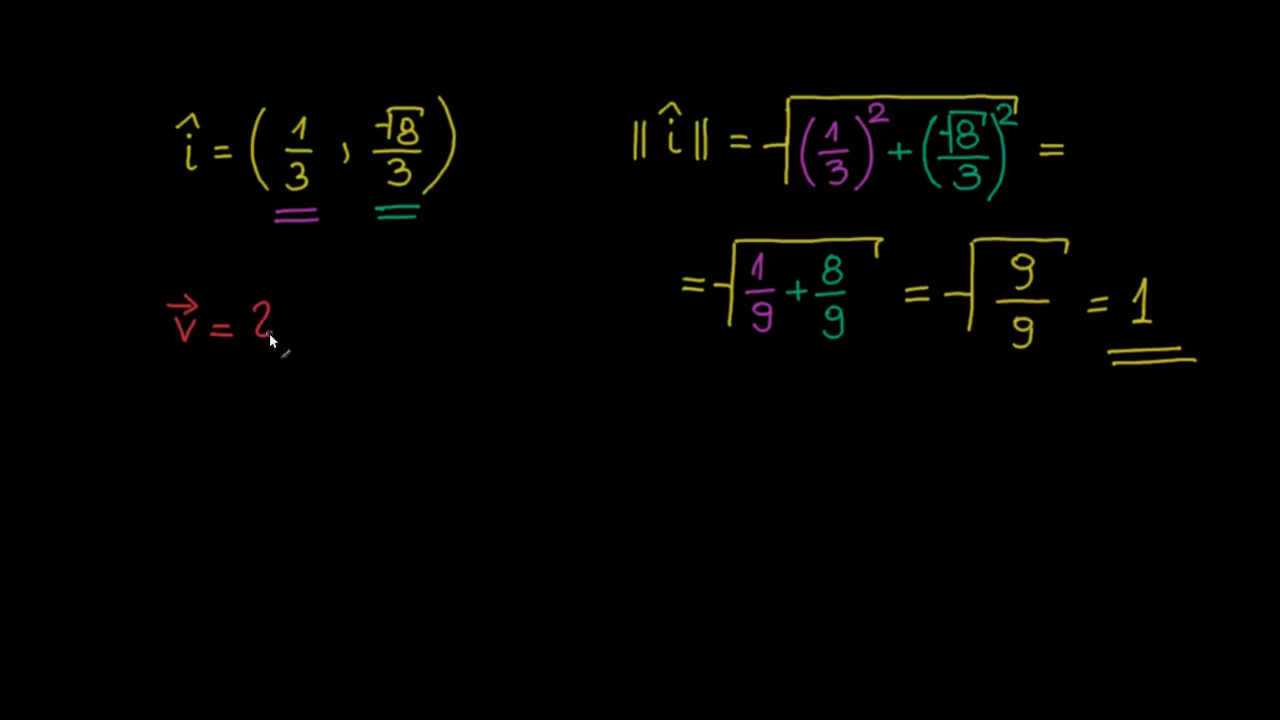 î = (1/3, √8/3)
||î|| = √((1/3)² + (√8/3)²) =
= √(1/9 + 8/9) = √(9/9) = 1
v⃗ = 2